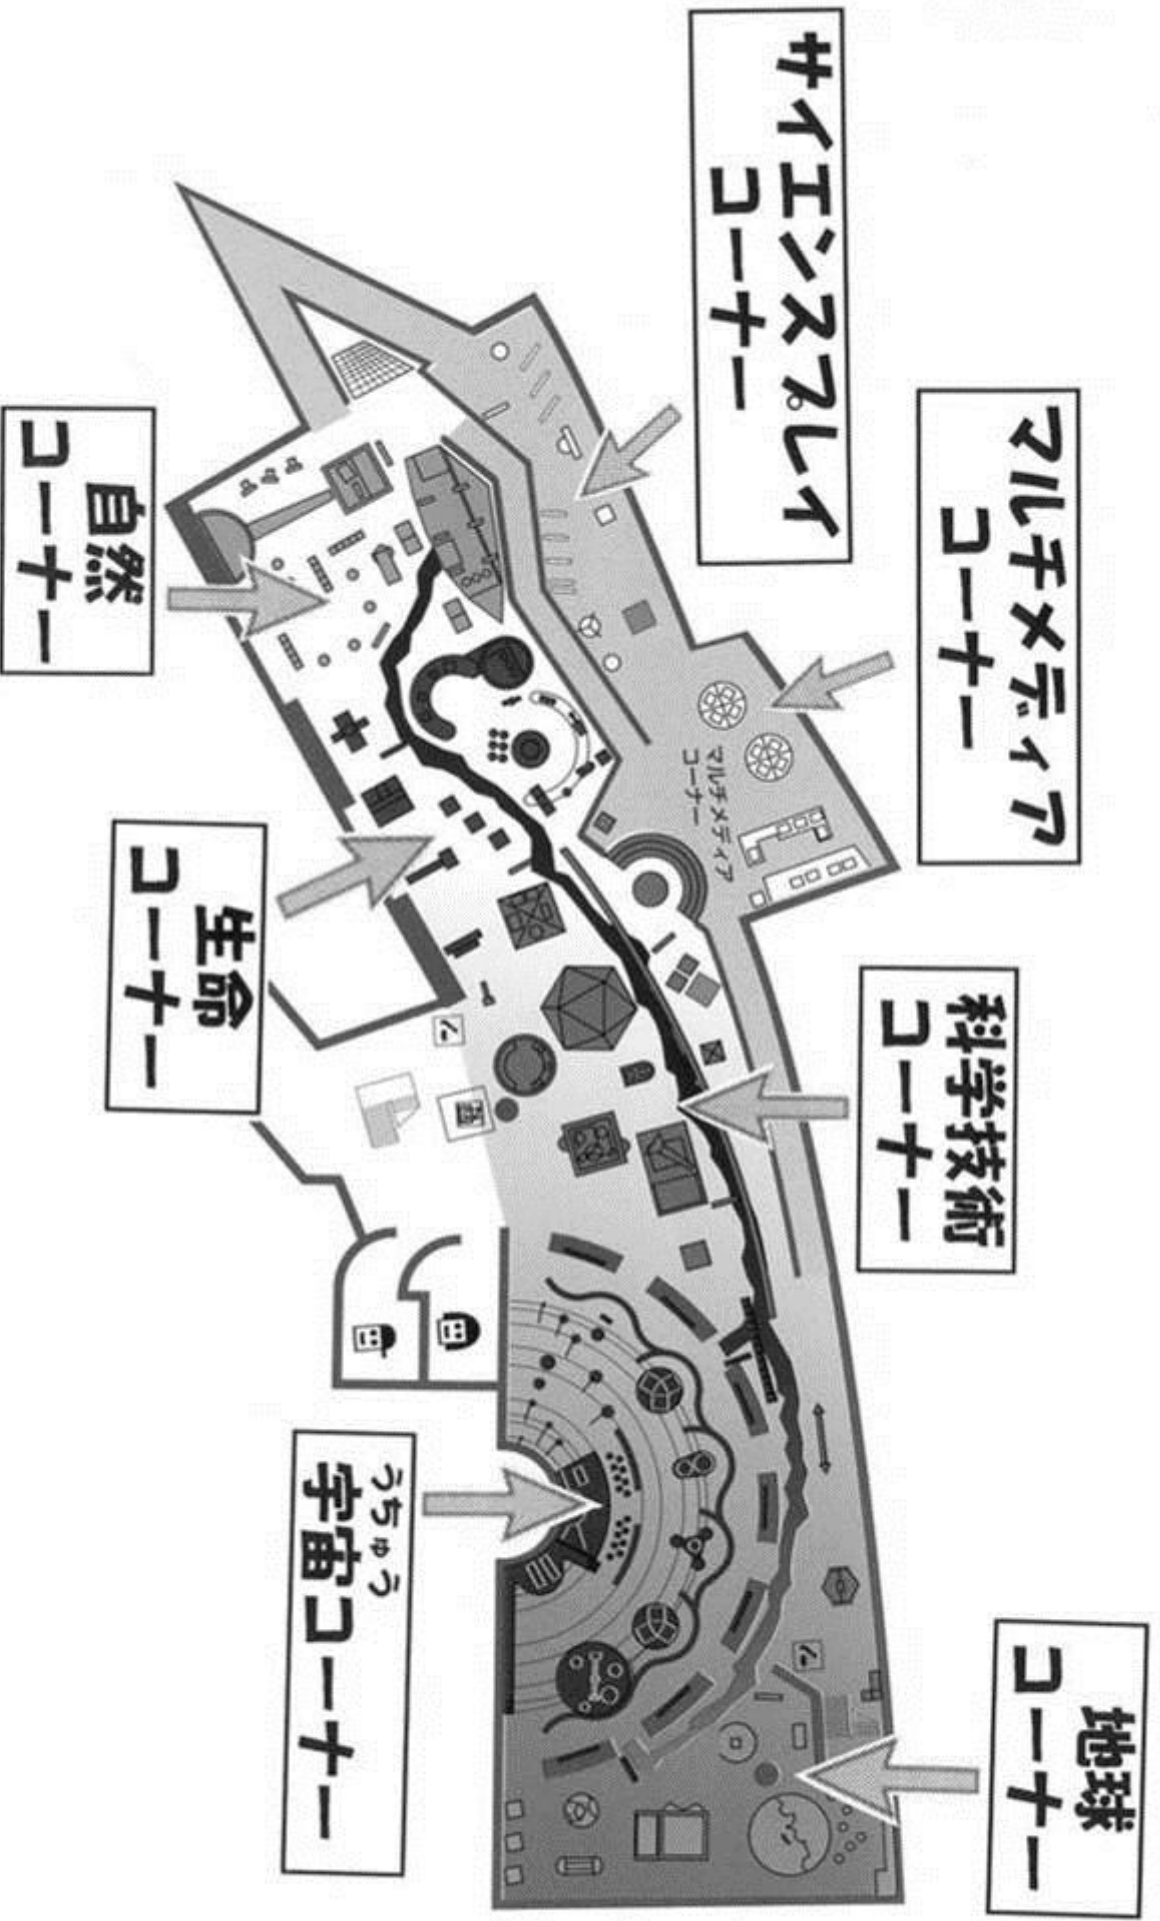 サイエンスプレイ
コーナー
マルチメディア
コーナー
マルチメディア
コーナー
科学技術
コーナー
地球
コーナー
自然
コーナー
生命
コーナー
うちゅう
宇宙コーナー